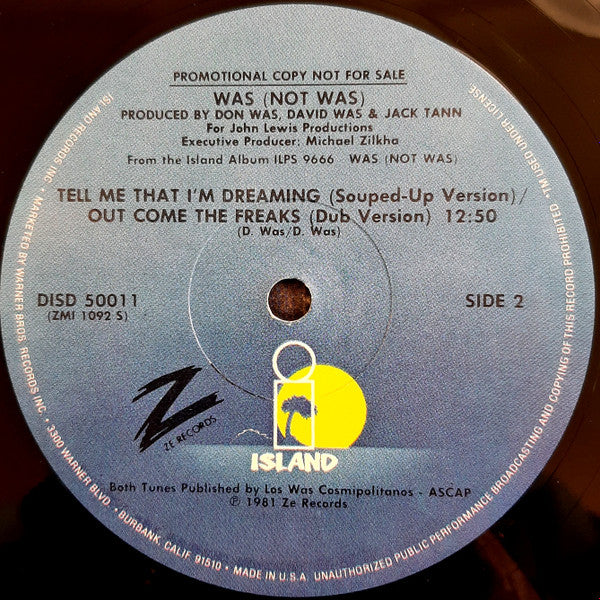 PROMOTIONAL COPY NOT FOR SALE
WAS (NOT WAS)
PRODUCED BY DON WAS, DAVID WAS & JACK TANN
For John Lewis Productions
Executive Producer: Michael Zilkha
From the Island Album ILPS 9666 WAS (NOT WAS)
TELL ME THAT I'M DREAMING (Souped-Up Version)/
OUT COME THE FREAKS (Dub Version) 12:50
(D. Was/D. Was)
DISD 50011
(ZMI 1092 S)
SIDE 2
Z
ZE RECORDS
i
ISLAND
Both Tunes Published by Los Was Cosmipolitanos - ASCAP
℗ 1981 Ze Records
ISLAND RECORDS INC. • MARKETED BY WARNER BROS. RECORDS INC. • 3300 WARNER BLVD. • BURBANK, CALIF. 91510 • MADE IN U.S.A. UNAUTHORIZED PUBLIC PERFORMANCE BROADCASTING AND COPYING OF THIS RECORD PROHIBITED. TM USED UNDER LICENSE